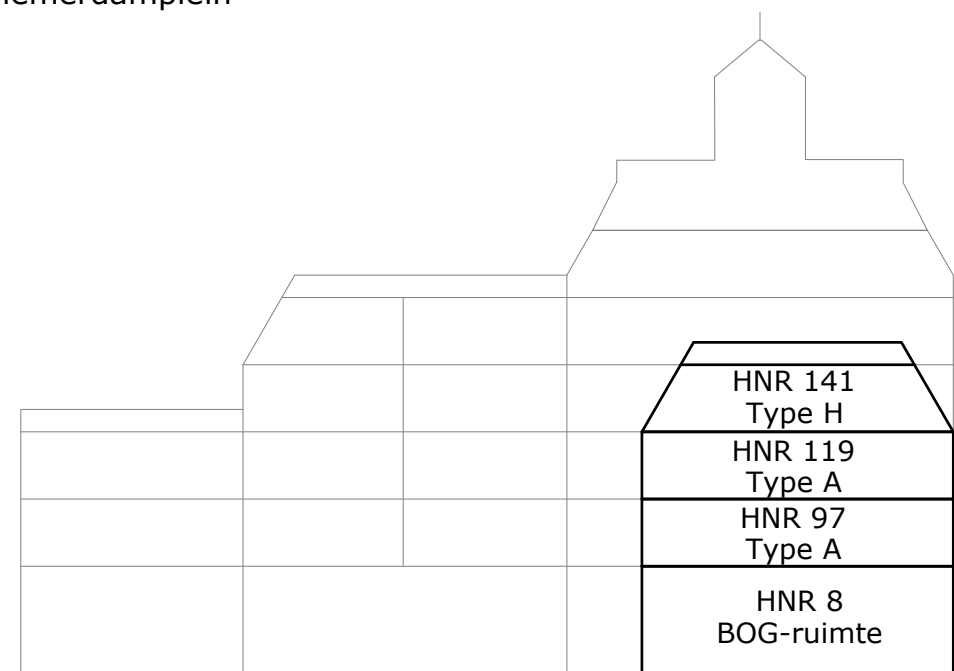 HNR 141
Type H
HNR 119
Type A
HNR 97
Type A
HNR 8
BOG-ruimte